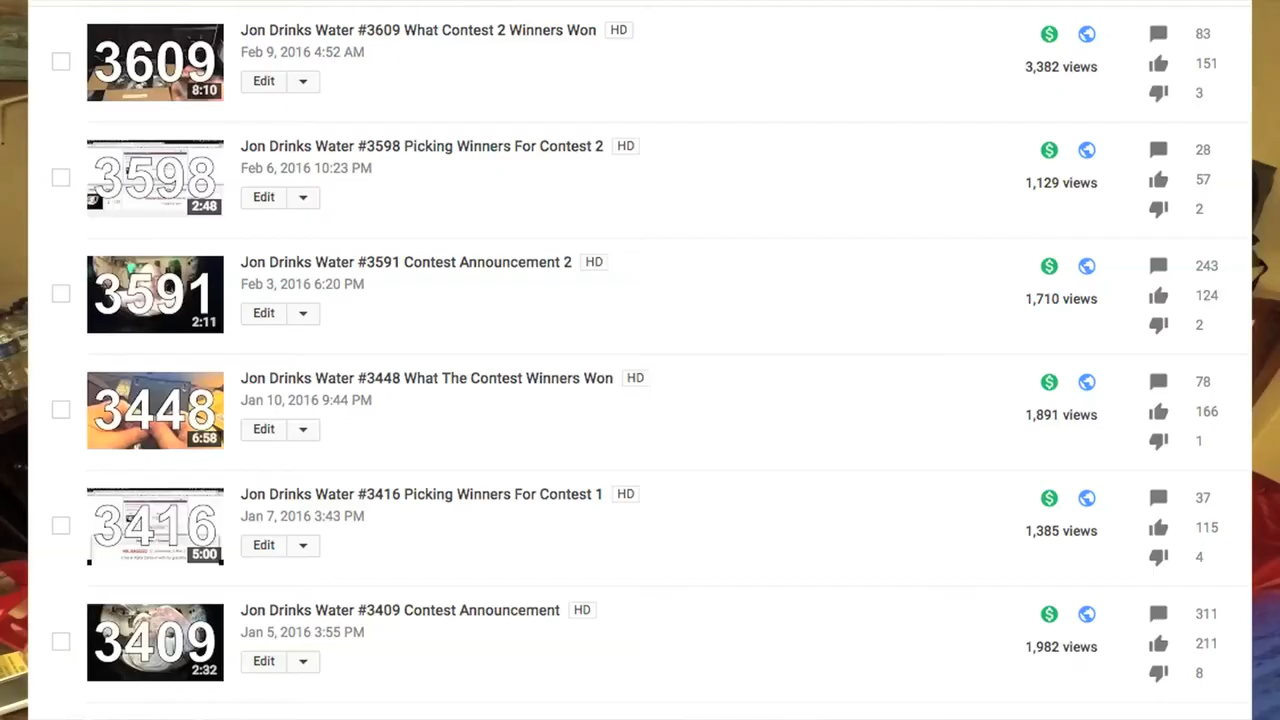 Jon Drinks Water #3609 What Contest 2 Winners Won HD
Feb 9, 2016 4:52 AM
Edit
3609
8:10
3,382 views
83
151
3
Jon Drinks Water #3598 Picking Winners For Contest 2 HD
Feb 6, 2016 10:23 PM
Edit
3598
2:48
1,129 views
28
57
2
Jon Drinks Water #3591 Contest Announcement 2 HD
Feb 3, 2016 6:20 PM
Edit
3591
2:11
1,710 views
243
124
2
Jon Drinks Water #3448 What The Contest Winners Won HD
Jan 10, 2016 9:44 PM
Edit
3448
6:58
1,891 views
78
166
1
Jon Drinks Water #3416 Picking Winners For Contest 1 HD
Jan 7, 2016 3:43 PM
Edit
3416
5:00
1,385 views
37
115
4
Jon Drinks Water #3409 Contest Announcement HD
Jan 5, 2016 3:55 PM
Edit
3409
2:32
1,982 views
311
211
8